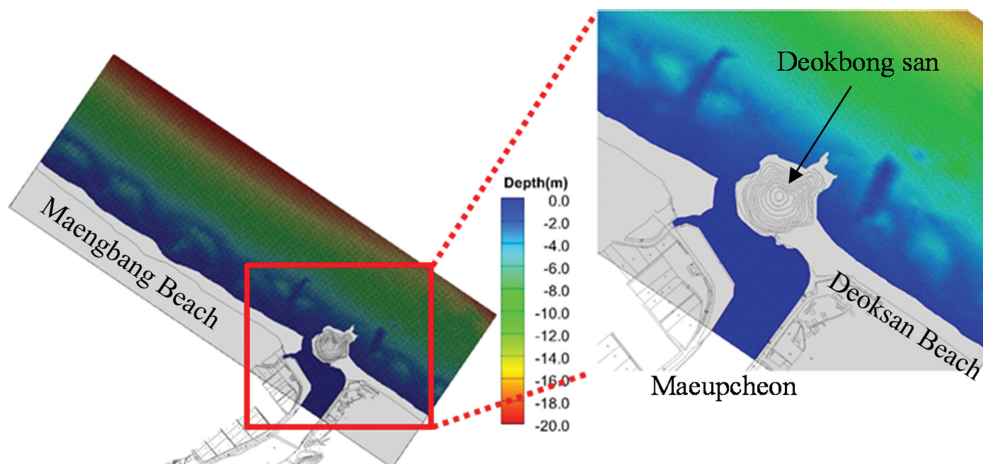 Maengbang Beach
Depth(m)
0.0
-2.0
-4.0
-6.0
-8.0
-10.0
-12.0
-14.0
-16.0
-18.0
-20.0
Deokbong san
Deoksan Beach
Maeupcheon